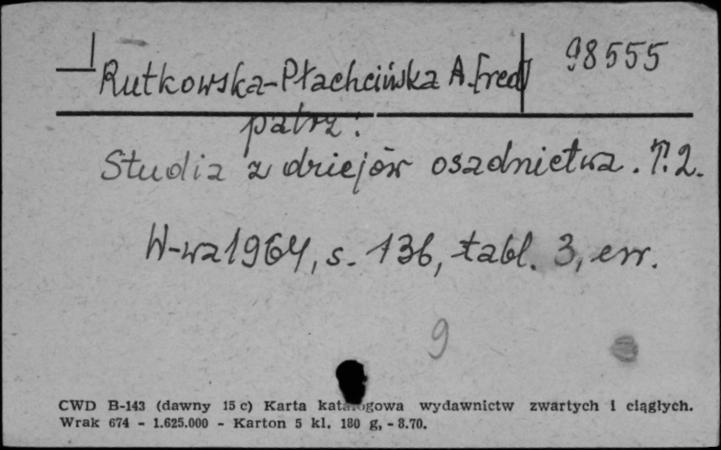 Rutkowska-Płachcińska A. [red] 98555
patrz:
Studia z dziejów osadnictwa. T. 2.
W-wa 1964, s. 136, tabl. 3, err.
9
CWD B-143 (dawny 15 c) Karta katalogowa wydawnictw zwartych i ciągłych.
Wrak 674 - 1.625.000 - Karton 5 kl. 180 g, - 8.70.